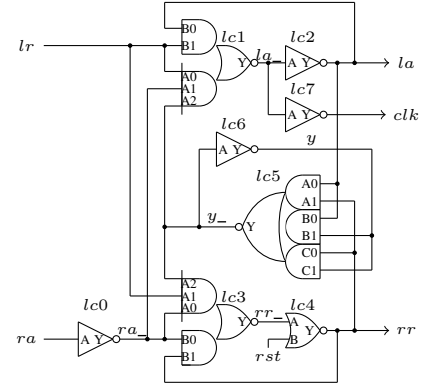 B0
lc1
lc2
lr
B1
Y
la_
A Y
la
A0
lc7
A1
A2
A Y
clk
lc6
y
A Y
lc5
A0
A1
y_
Y
B0
B1
C0
C1
A2
lc3
lc4
lc0
A1
A0
Y
rr_
A
Y
ra
A Y
ra_
B0
B
rr
B1
rst